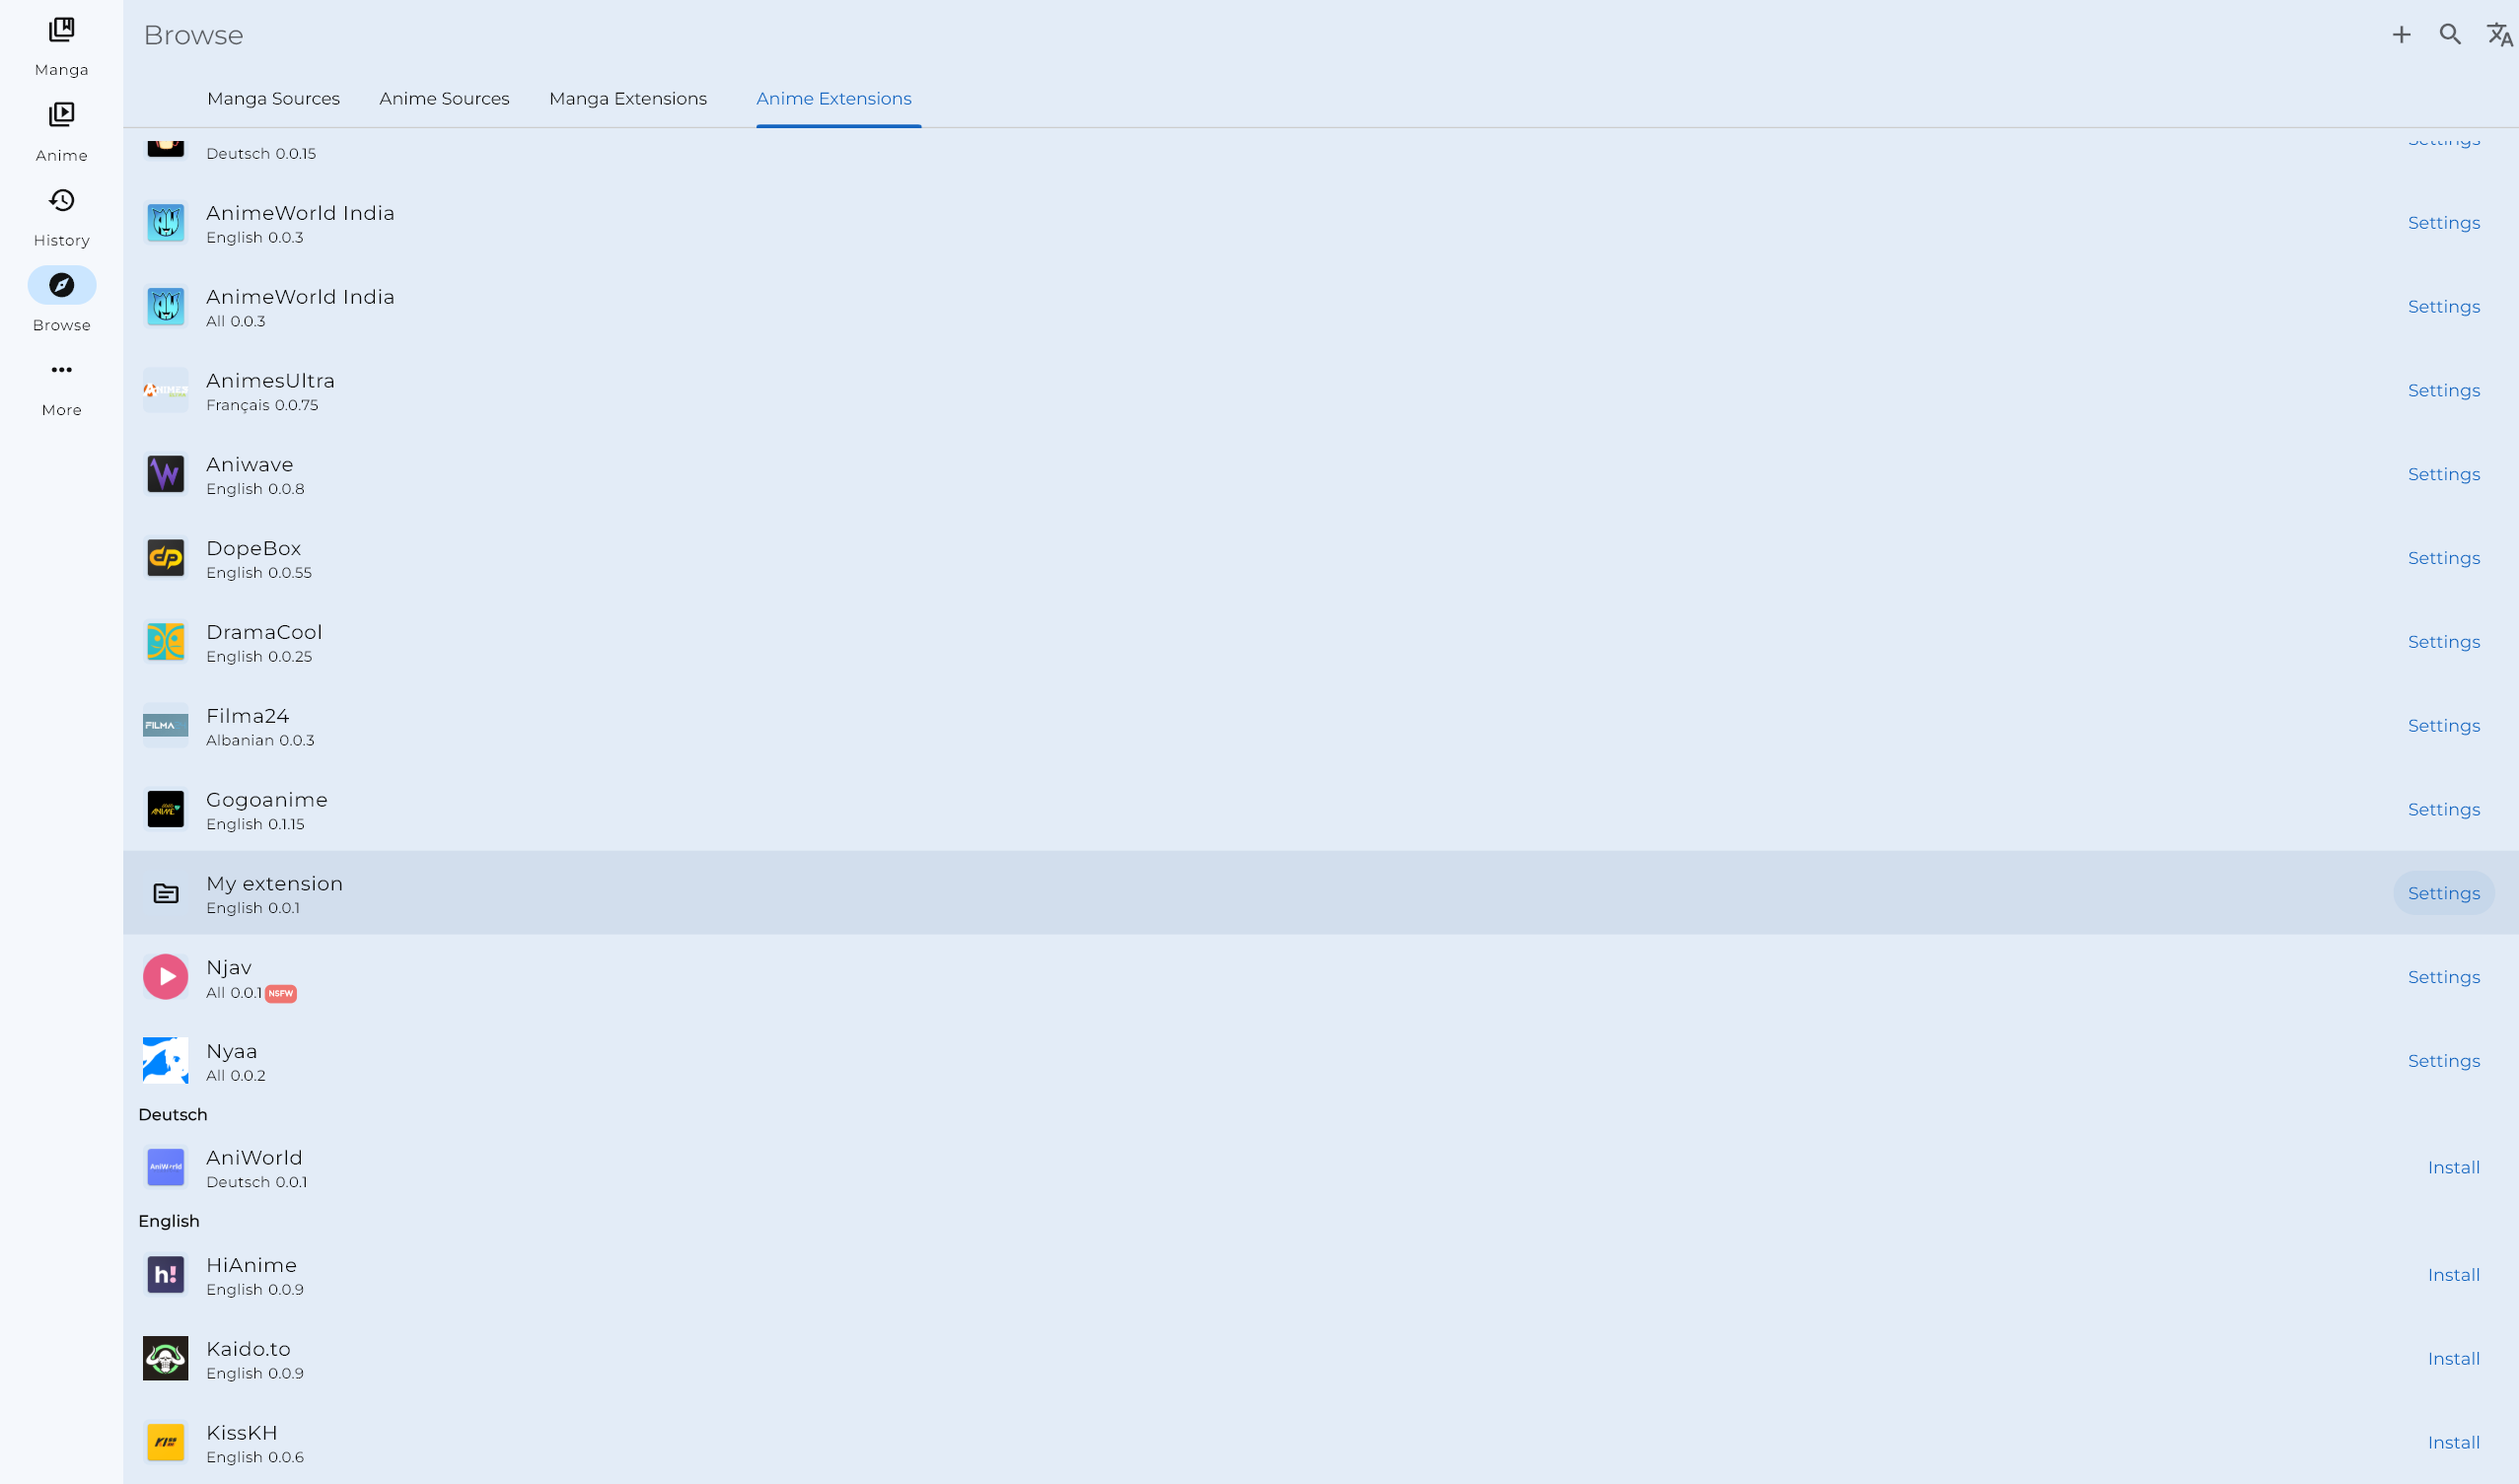 Manga
Anime
History
Browse
More
Browse
Manga Sources Anime Sources Manga Extensions Anime Extensions
Settings
Deutsch 0.0.15
AnimeWorld India
English 0.0.3
Settings
AnimeWorld India
All 0.0.3
Settings
AnimesUltra
Français 0.0.75
Settings
Aniwave
English 0.0.8
Settings
DopeBox
English 0.0.55
Settings
DramaCool
English 0.0.25
Settings
FILMA
Filma24
Albanian 0.0.3
Settings
Gogoanime
English 0.1.15
Settings
My extension
English 0.0.1
Settings
Njav
All 0.0.1 NSFW
Settings
Nyaa
All 0.0.2
Settings
Deutsch
AniWorld
AniWorld
Deutsch 0.0.1
Install
English
h!
HiAnime
English 0.0.9
Install
Kaido.to
English 0.0.9
Install
KissKH
English 0.0.6
Install